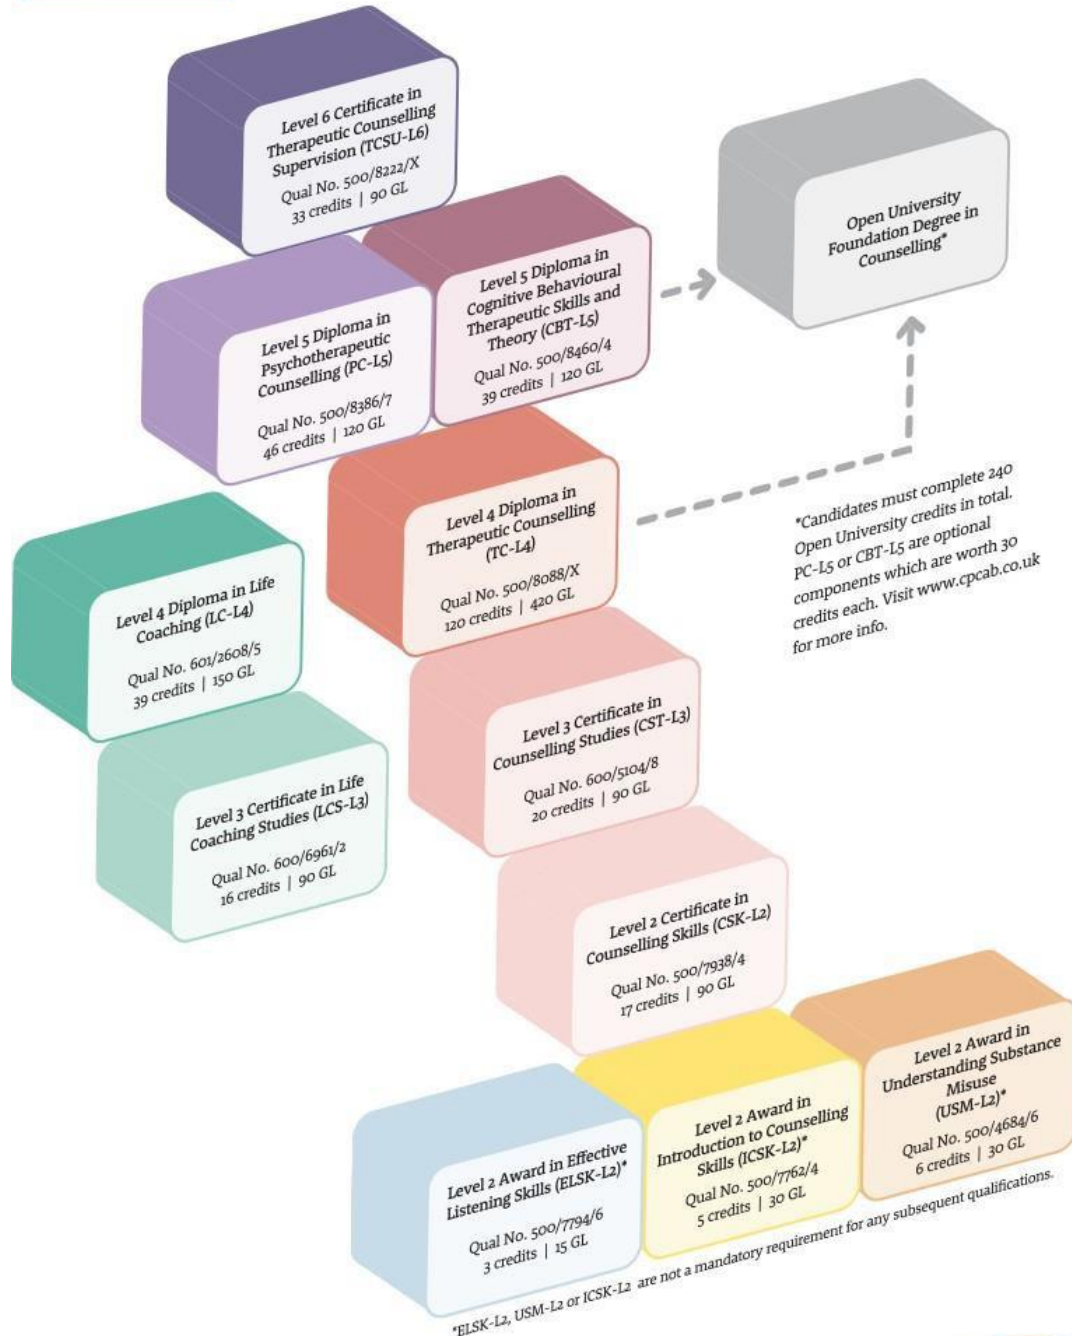 Level 6 Certificate in
Therapeutic Counselling
Supervision (TCSU-L6)
Qual No. 500/8222/X
33 credits | 90 GL
Open University
Foundation Degree in
Counselling*
Level 5 Diploma in
Cognitive Behavioural
Therapeutic Skills and
Theory (CBT-L5)
Qual No. 500/8460/4
39 credits | 120 GL
Level 5 Diploma in
Psychotherapeutic
Counselling (PC-L5)
Qual No. 500/8386/7
46 credits | 120 GL
Level 4 Diploma in
Therapeutic Counselling
(TC-L4)
Qual No. 500/8088/X
120 credits | 420 GL
*Candidates must complete 240
Open University credits in total.
PC-L5 or CBT-L5 are optional
components which are worth 30
credits each. Visit www.cpcab.co.uk
for more info.
Level 4 Diploma in Life
Coaching (LC-L4)
Qual No. 601/2608/5
39 credits | 150 GL
Level 3 Certificate in
Counselling Studies (CST-L3)
Qual No. 600/5104/8
20 credits | 90 GL
Level 3 Certificate in Life
Coaching Studies (LCS-L3)
Qual No. 600/6961/2
16 credits | 90 GL
Level 2 Certificate in
Counselling Skills (CSK-L2)
Qual No. 500/7938/4
17 credits | 90 GL
Level 2 Award in
Understanding Substance
Misuse
(USM-L2)*
Qual No. 500/4684/6
6 credits | 30 GL
Level 2 Award in
Introduction to Counselling
Skills (ICSK-L2)*
Qual No. 500/7762/4
5 credits | 30 GL
Level 2 Award in Effective
Listening Skills (ELSK-L2)*
Qual No. 500/7794/6
3 credits | 15 GL
*ELSK-L2, USM-L2 or ICSK-L2 are not a mandatory requirement for any subsequent qualifications.